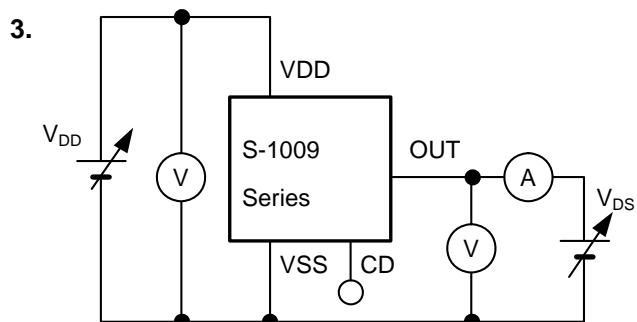 3.
VDD
V_DD
V
S-1009
Series
OUT
A
V
V_DS
VSS
CD